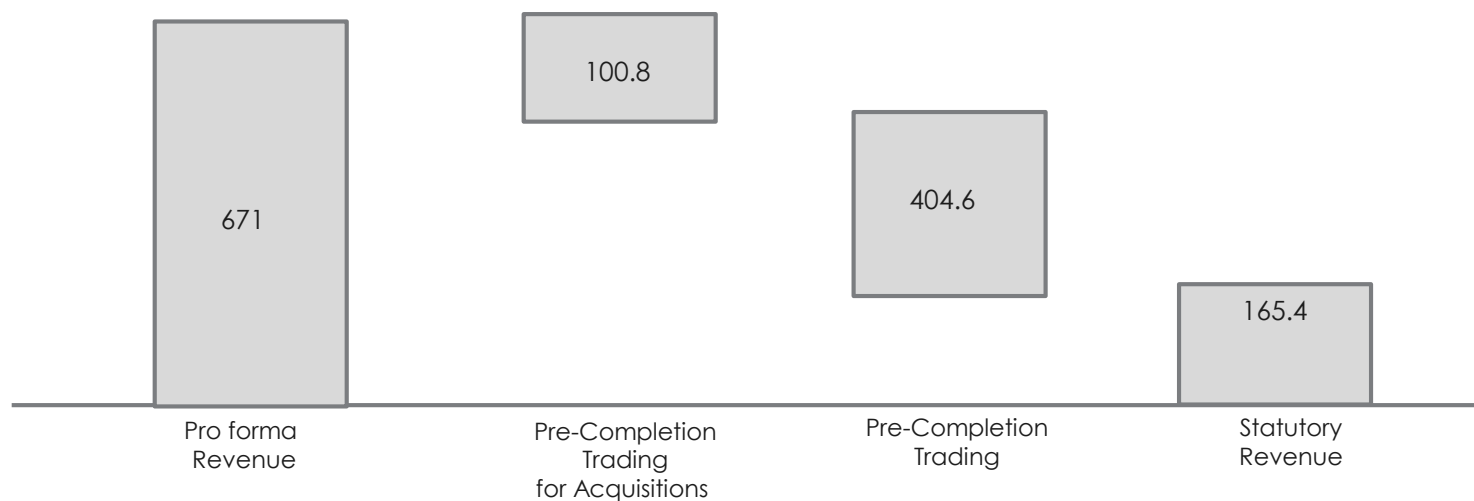 100.8
671
404.6
165.4
Pro forma
Revenue
Pre-Completion
Trading
for Acquisitions
Pre-Completion
Trading
Statutory
Revenue